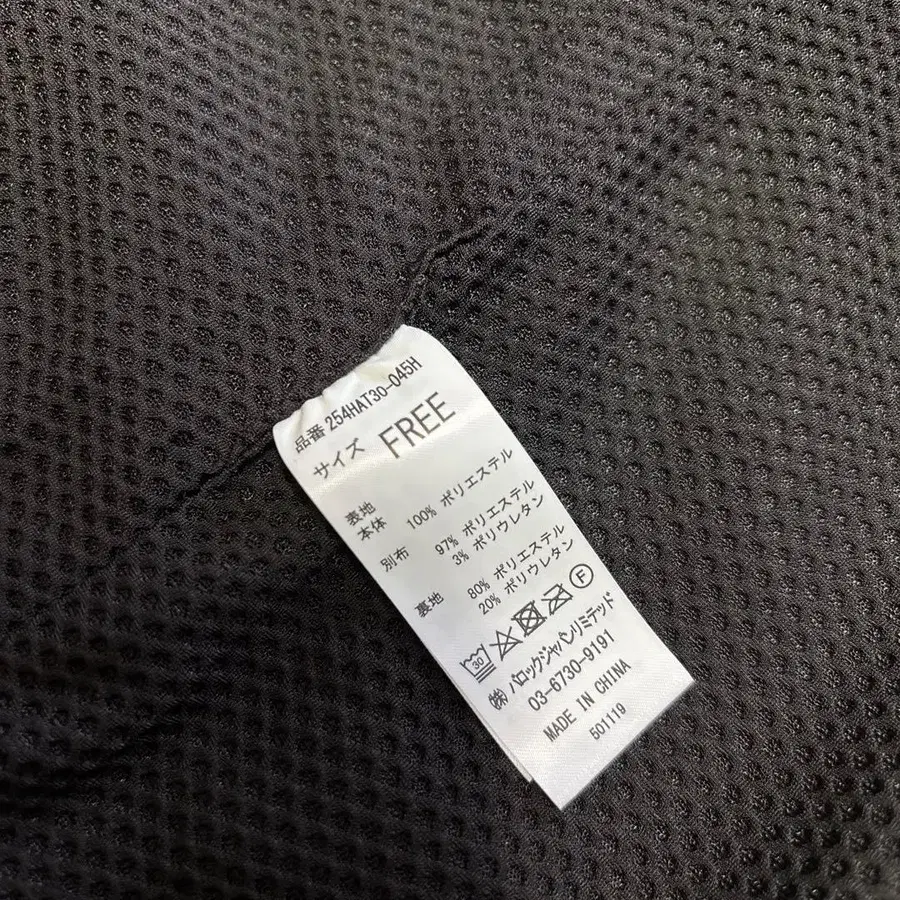 品番 254HAT30-045H
サイズ FREE
表地
本体 100% ポリエステル
別布 97% ポリエステル
3% ポリウレタン
裏地 80% ポリエステル
20% ポリウレタン
30 F
㈱バロックジャパンリミテッド
03-6730-9191
MADE IN CHINA
501119